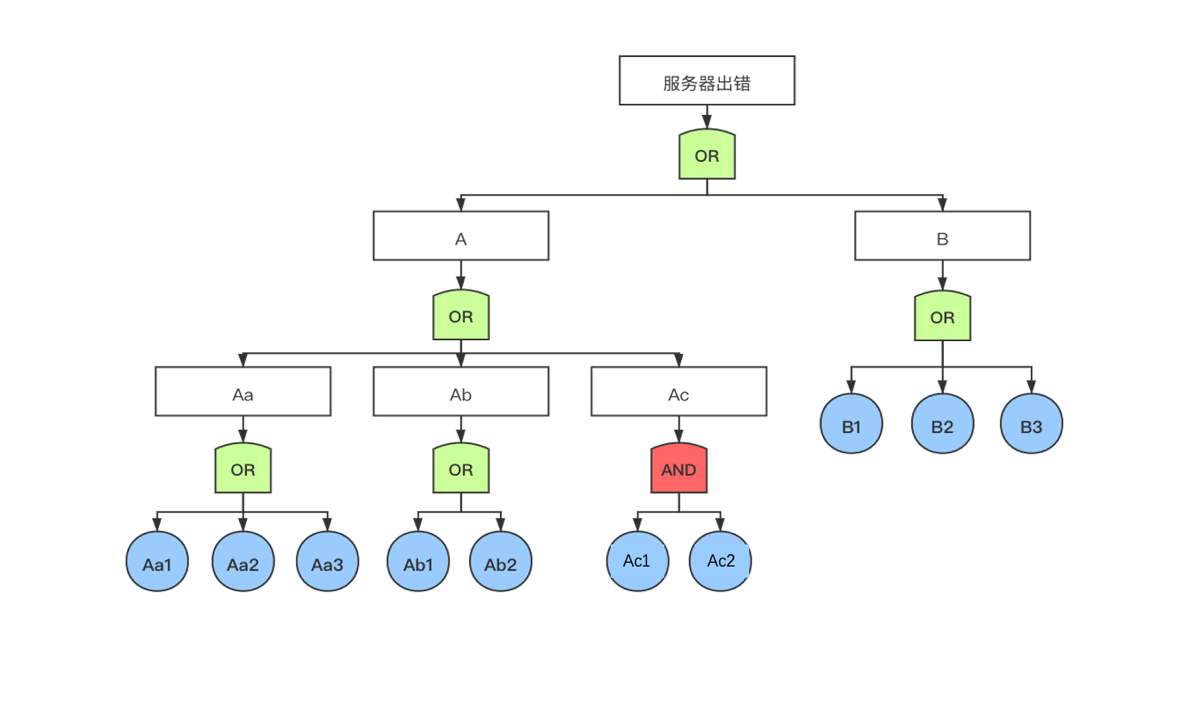 服务器出错
OR
A
B
OR
OR
Aa
Ab
Ac
B1
B2
B3
OR
OR
AND
Aa1
Aa2
Aa3
Ab1
Ab2
Ac1
Ac2